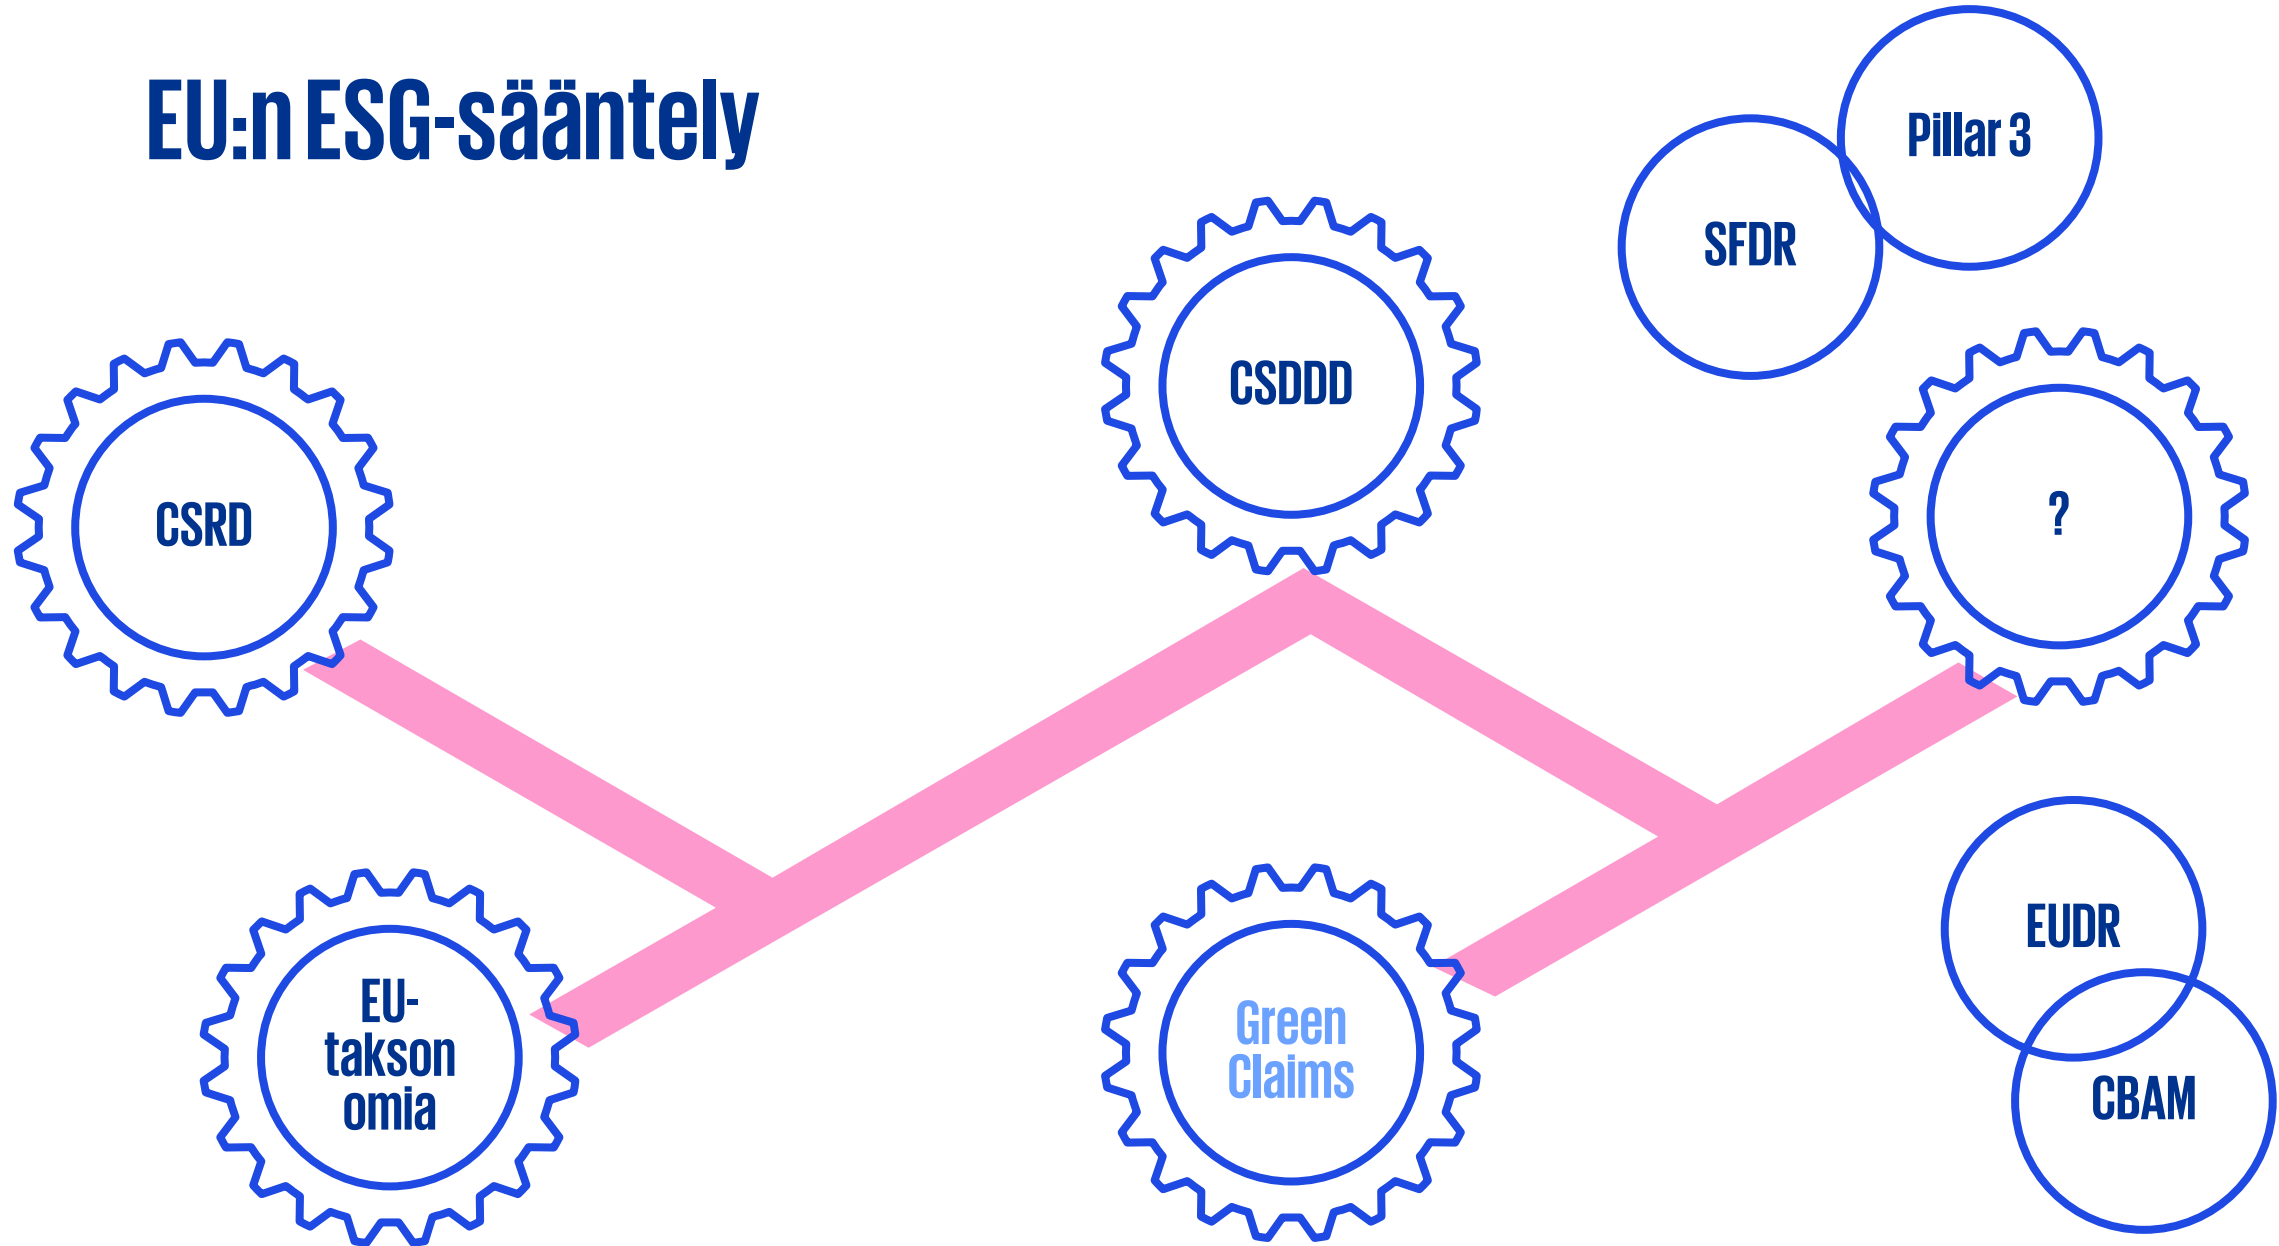 EU:n ESG-sääntely
Pillar 3
SFDR
CSDDD
CSRD
?
EUDR
EU-
takson
omia
Green
Claims
CBAM